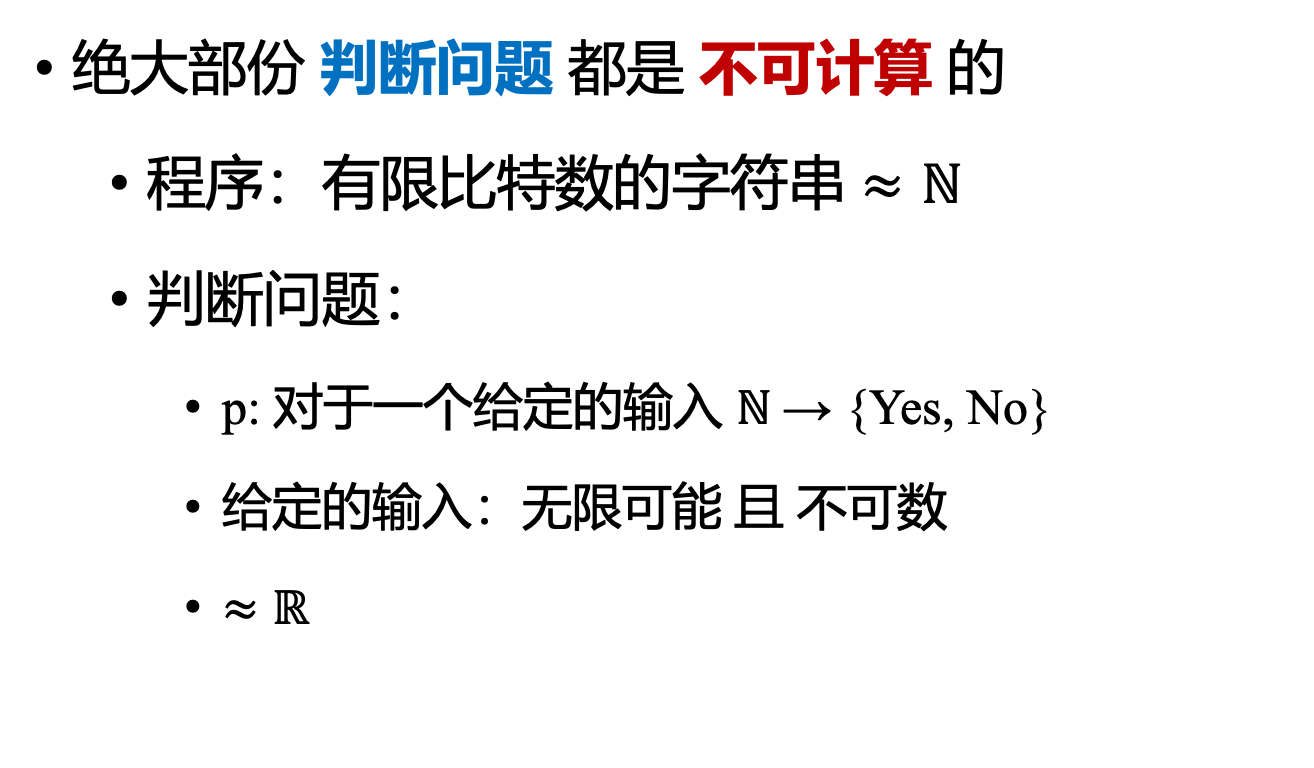 • 绝大部份 判断问题 都是 不可计算 的
• 程序：有限比特数的字符串 ≈ ℕ
• 判断问题：
• p: 对于一个给定的输入 ℕ → {Yes, No}
• 给定的输入：无限可能 且 不可数
• ≈ ℝ